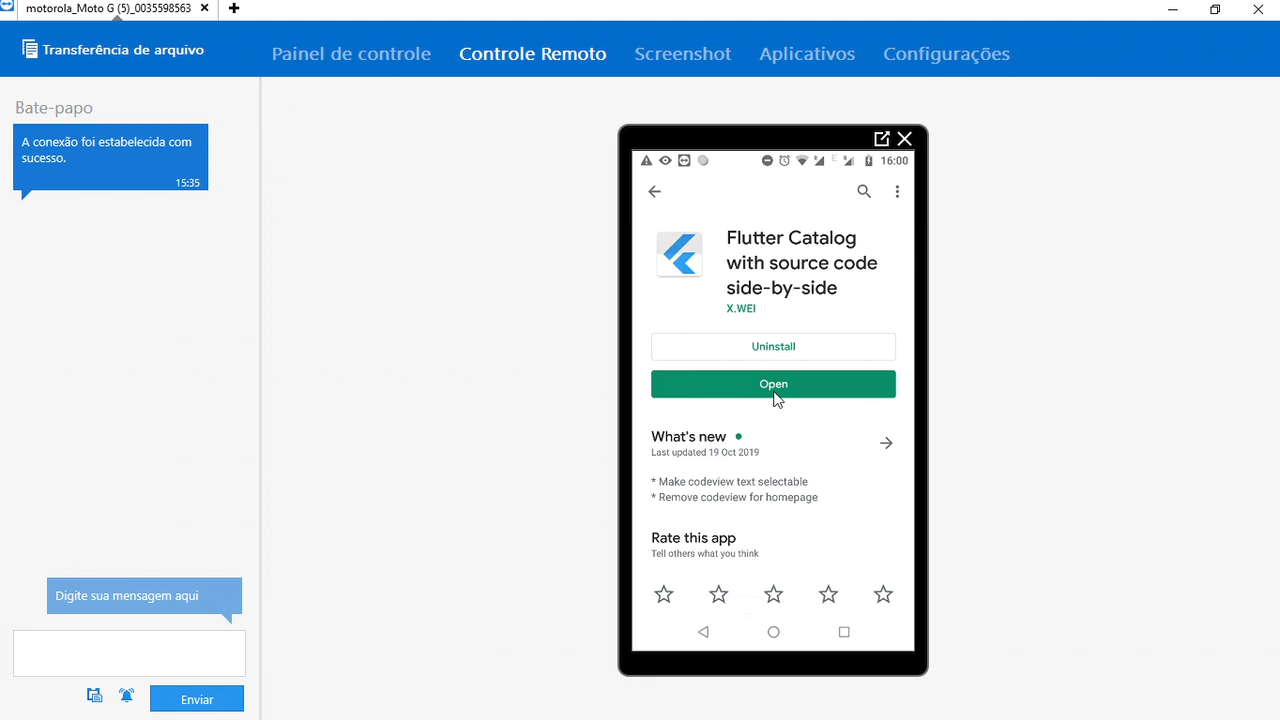 motorola_Moto G (5)_0035598563
Transferência de arquivo
Painel de controle
Controle Remoto
Screenshot
Aplicativos
Configurações
Bate-papo
A conexão foi estabelecida com
sucesso.
15:35
Digite sua mensagem aqui
Enviar
E
16:00
Flutter Catalog
with source code
side-by-side
X.WEI
Uninstall
Open
What's new
Last updated 19 Oct 2019
* Make codeview text selectable
* Remove codeview for homepage
Rate this app
Tell others what you think